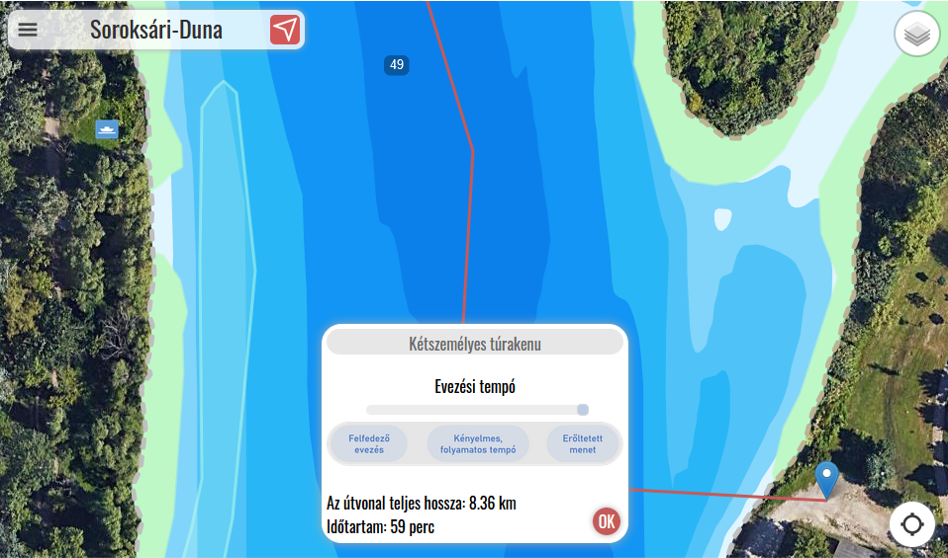 Soroksári-Duna
49
Kétszemélyes túrakenu
Evezési tempó
Felfedező
evezés
Kényelmes,
folyamatos tempó
Erőltetett
menet
Az útvonal teljes hossza: 8.36 km
Időtartam: 59 perc
OK